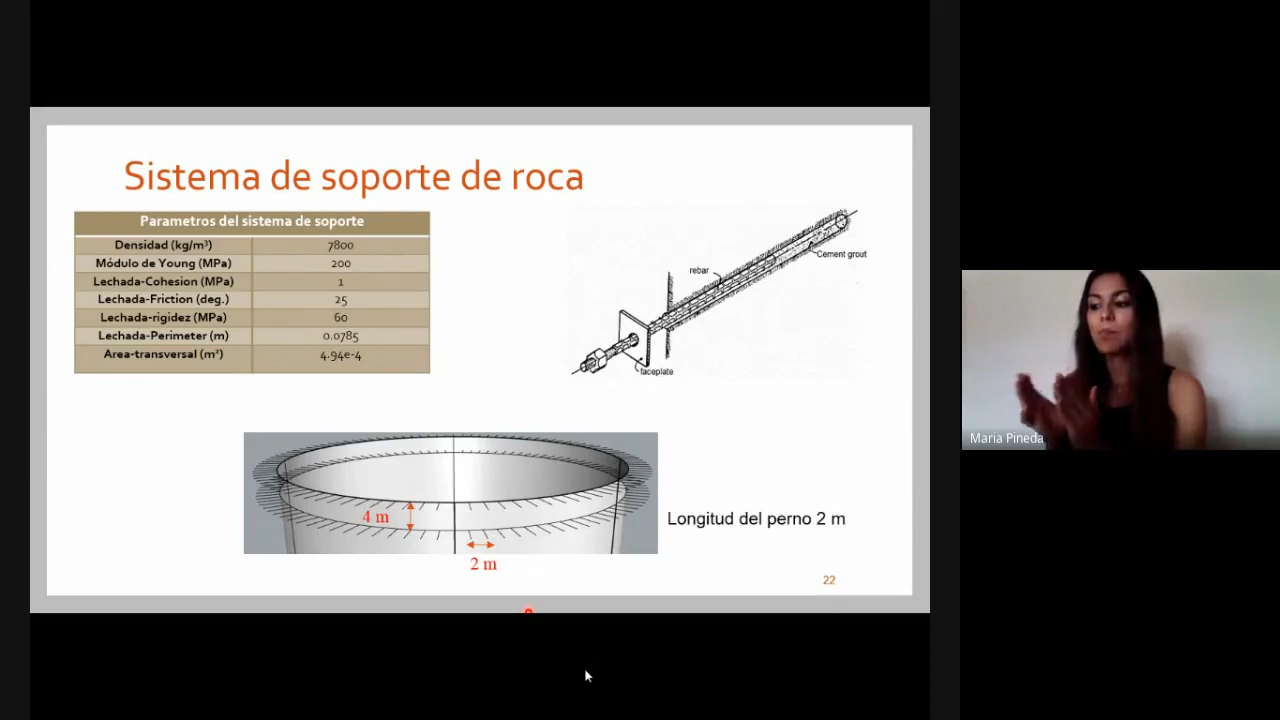 Sistema de soporte de roca
Parametros del sistema de soporte
Densidad (kg/m³) 7800
Módulo de Young (MPa) 200
Lechada-Cohesion (MPa) 1
Lechada-Friction (deg.) 25
Lechada-rigidez (MPa) 60
Lechada-Perimeter (m) 0.0785
Area-transversal (m²) 4.94e-4
rebar
Cement grout
faceplate
4 m
2 m
Longitud del perno 2 m
22
Maria Pineda